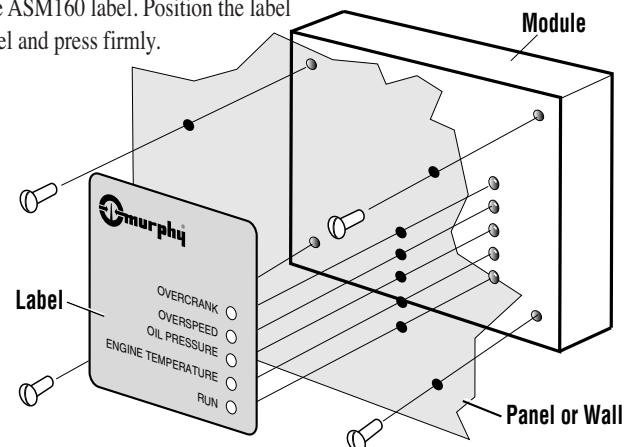 e ASM160 label. Position the label
el and press firmly.
Module
murphy
OVERCRANK
OVERSPEED
OIL PRESSURE
ENGINE TEMPERATURE
RUN
Label
Panel or Wall